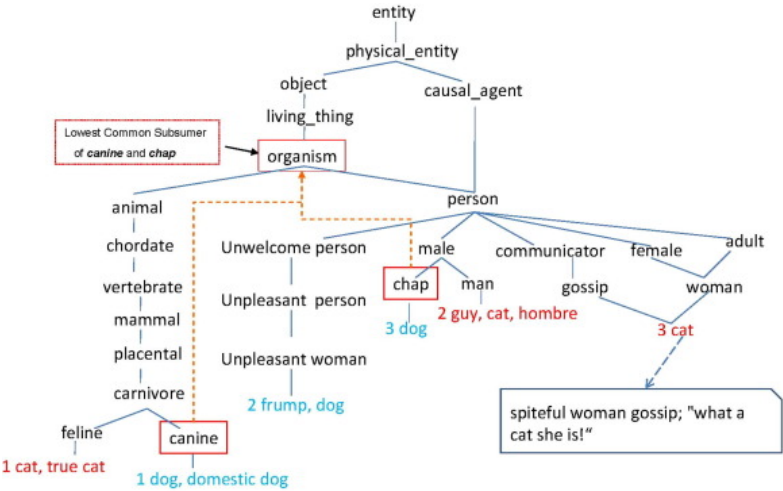 entity
physical_entity
object
causal_agent
living_thing
Lowest Common Subsumer
of canine and chap
organism
animal
person
chordate
Unwelcome person
male
communicator
female
adult
vertebrate
chap
man
gossip
woman
Unpleasant person
mammal
3 dog
2 guy, cat, hombre
3 cat
placental
Unpleasant woman
carnivore
2 frump, dog
spiteful woman gossip; "what a
cat she is!“
feline
canine
1 cat, true cat
1 dog, domestic dog